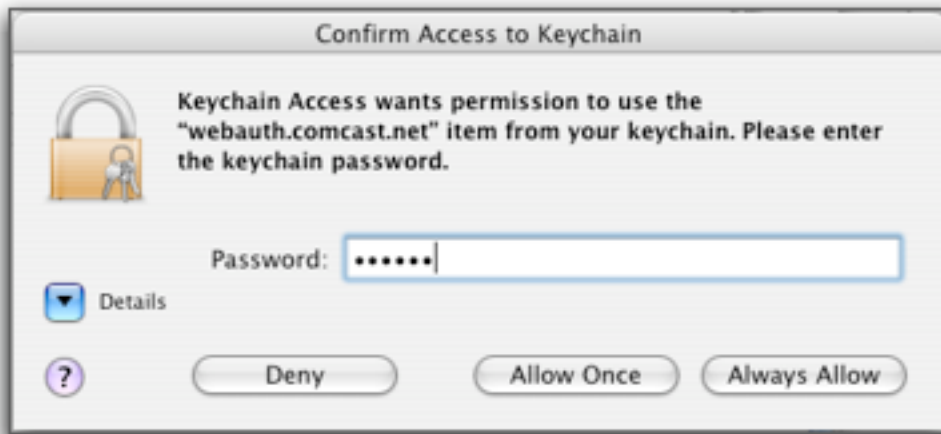 Confirm Access to Keychain
Keychain Access wants permission to use the
“webauth.comcast.net” item from your keychain. Please enter
the keychain password.
Password: ••••••
Details
? Deny Allow Once Always Allow